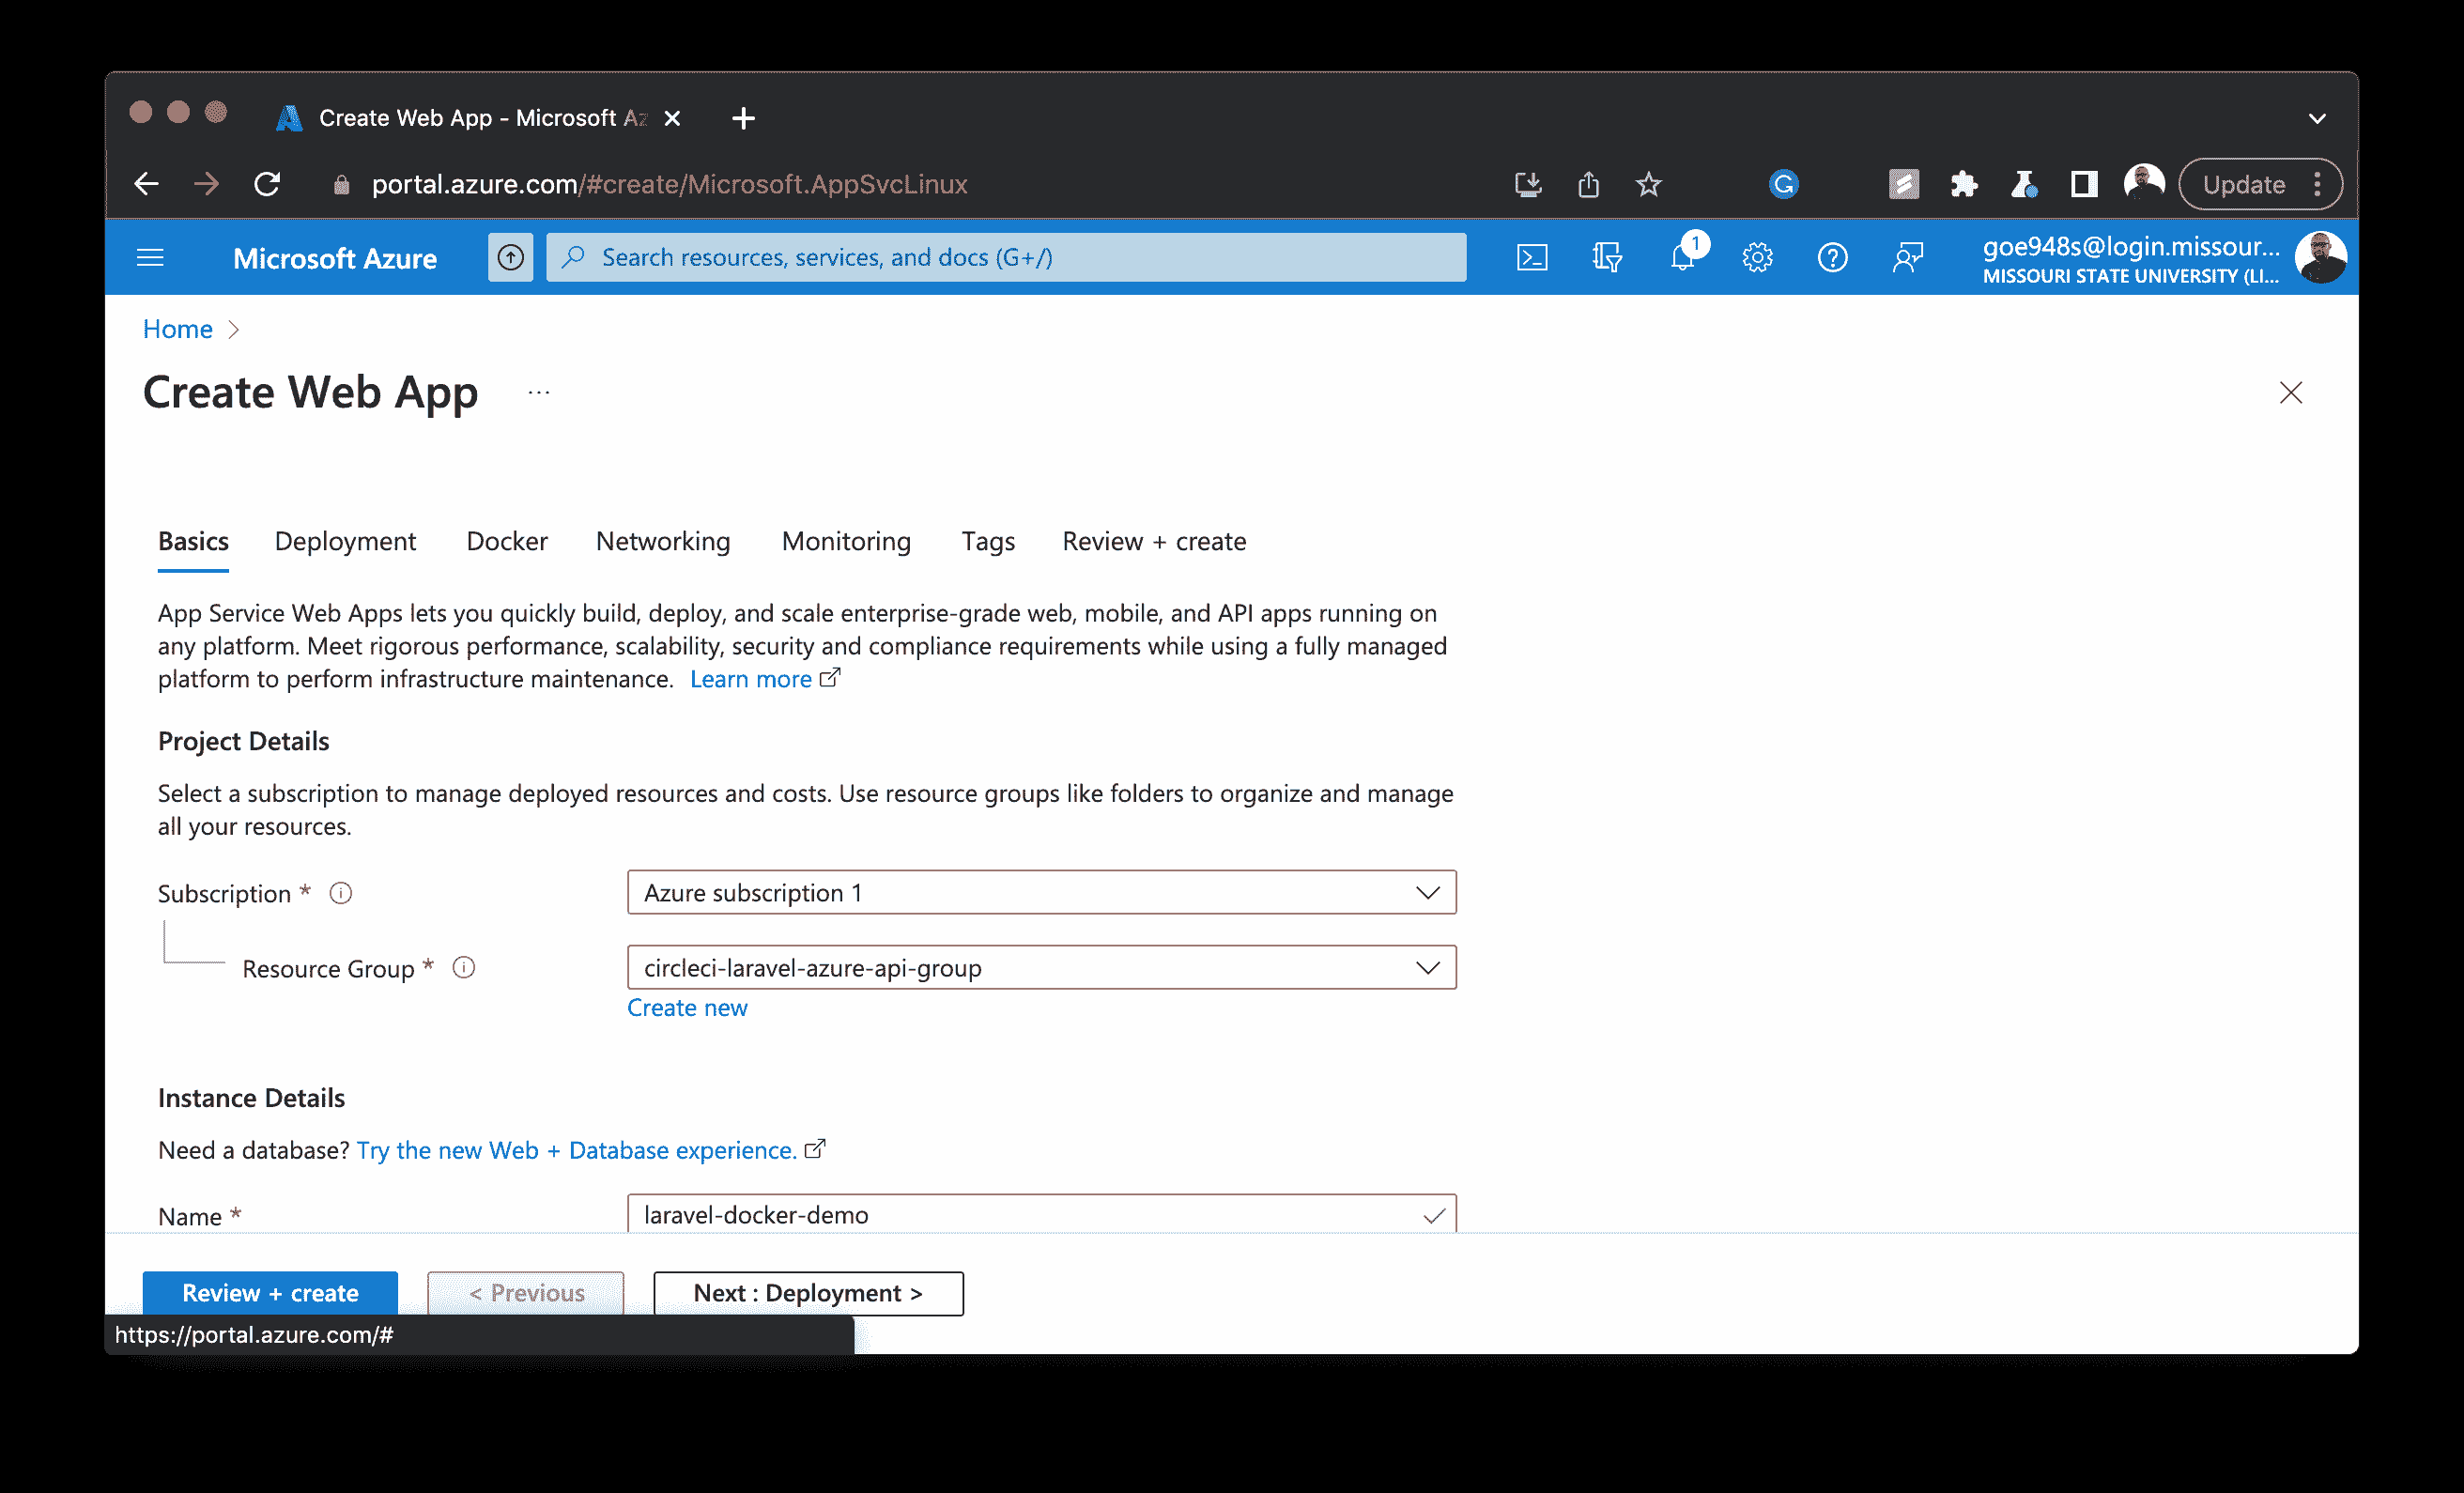 Create Web App - Microsoft Az
portal.azure.com/#create/Microsoft.AppSvcLinux
Update
Microsoft Azure
Search resources, services, and docs (G+/)
1
goe948s@login.missour...
MISSOURI STATE UNIVERSITY (LI...
Home
Create Web App
...
Basics Deployment Docker Networking Monitoring Tags Review + create
App Service Web Apps lets you quickly build, deploy, and scale enterprise-grade web, mobile, and API apps running on
any platform. Meet rigorous performance, scalability, security and compliance requirements while using a fully managed
platform to perform infrastructure maintenance. Learn more
Project Details
Select a subscription to manage deployed resources and costs. Use resource groups like folders to organize and manage
all your resources.
Subscription *
Azure subscription 1
Resource Group *
circleci-laravel-azure-api-group
Create new
Instance Details
Need a database? Try the new Web + Database experience.
Name *
laravel-docker-demo
Review + create
< Previous
Next : Deployment >
https://portal.azure.com/#